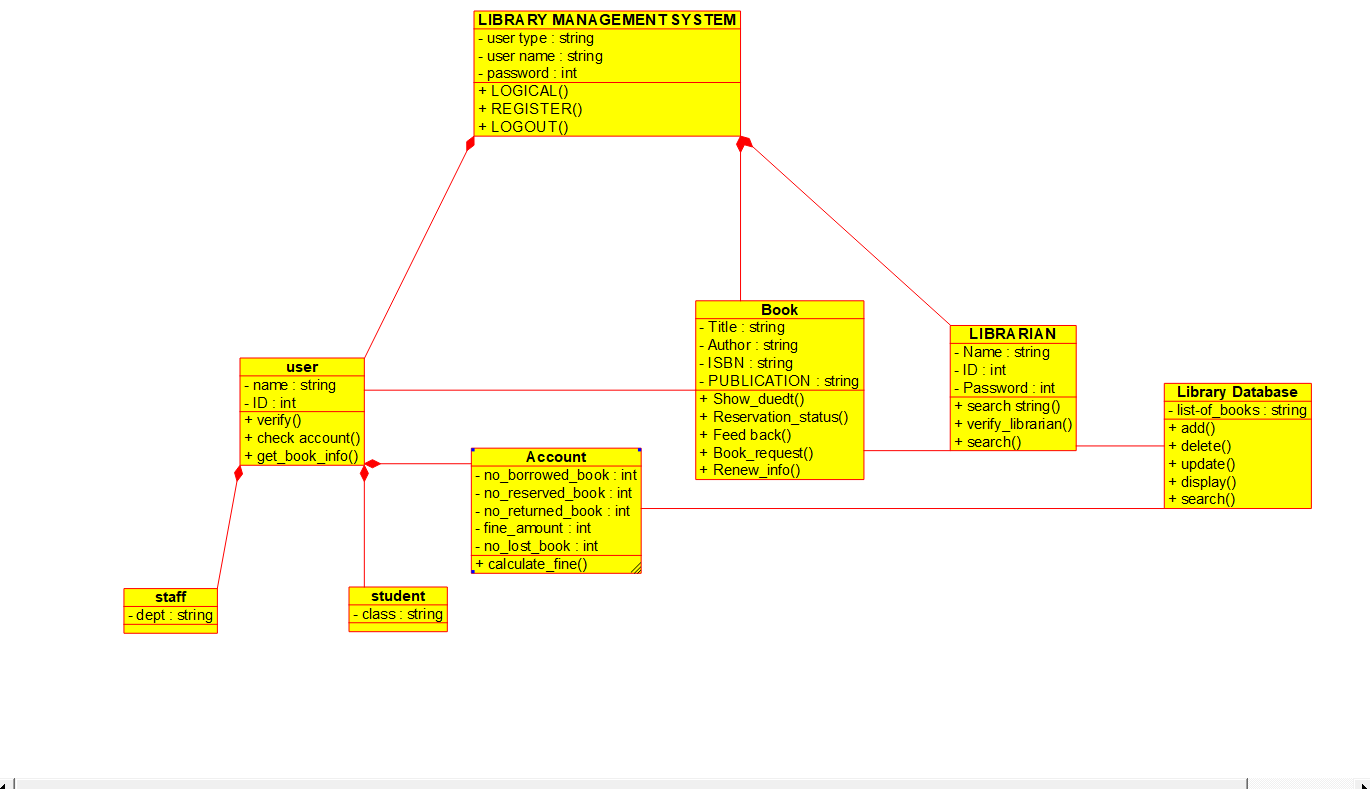 LIBRARY MANAGEMENT SYSTEM
- user type : string
- user name : string
- password : int
+ LOGICAL()
+ REGISTER()
+ LOGOUT()
Book
- Title : string
- Author : string
- ISBN : string
- PUBLICATION : string
+ Show_duedt()
+ Reservation_status()
+ Feed back()
+ Book_request()
+ Renew_info()
LIBRARIAN
- Name : string
- ID : int
- Password : int
+ search string()
+ verify_librarian()
+ search()
user
- name : string
- ID : int
+ verify()
+ check account()
+ get_book_info()
Library Database
- list-of_books : string
+ add()
+ delete()
+ update()
+ display()
+ search()
Account
- no_borrowed_book : int
- no_reserved_book : int
- no_returned_book : int
- fine_amount : int
- no_lost_book : int
+ calculate_fine()
staff
- dept : string
student
- class : string